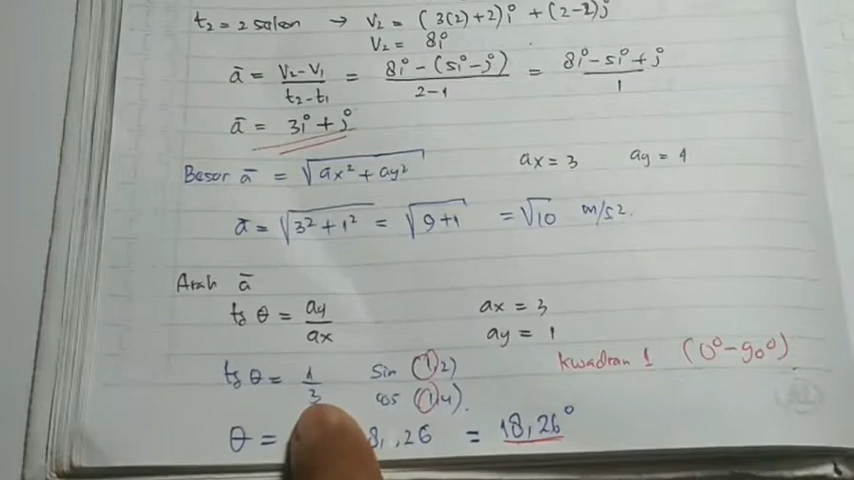 t₂ = 2 sekon → V₂ = (3(2)+2)i° + (2-2)j°
V₂ = 8i°
ā = V₂-V₁ / t₂-t₁ = 8i° - (5i°-j°) / 2-1 = 8i° - 5i° + j° / 1
ā = 3i° + j°
Besar ā = √ax² + ay² ax = 3 ay = 1
ā = √3² + 1² = √9+1 = √10 m/s².
Arah ā
tg θ = ay / ax ax = 3
ay = 1
tg θ = 1 / 3 sin (1,2) kwadran 1 (0°-90°)
cos (1,4).
θ = 8,,26 = 18,26°